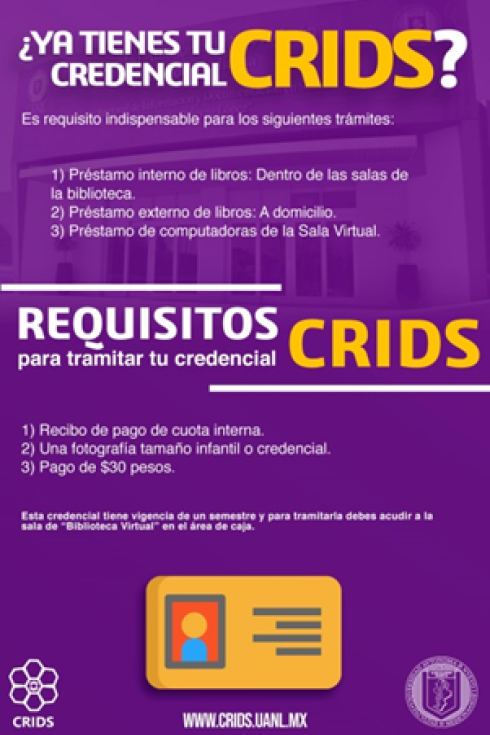 ¿YA TIENES TU
CREDENCIAL CRIDS?
Es requisito indispensable para los siguientes trámites:
1) Préstamo interno de libros: Dentro de las salas de
la biblioteca.
2) Préstamo externo de libros: A domicilio.
3) Préstamo de computadoras de la Sala Virtual.
REQUISITOS
para tramitar tu credencial CRIDS
1) Recibo de pago de cuota interna.
2) Una fotografía tamaño infantil o credencial.
3) Pago de $30 pesos.
Esta credencial tiene vigencia de un semestre y para tramitarla debes acudir a la
sala de “Biblioteca Virtual” en el área de caja.
CRIDS
WWW.CRIDS.UANL.MX